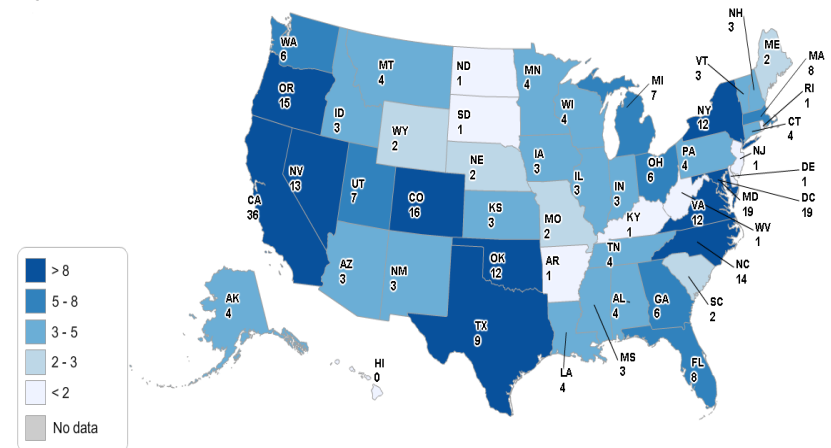 NH
3
ME
2
WA
6
MA
8
VT
3
MT
4
ND
1
MN
4
MI
7
RI
1
OR
15
WI
4
NY
12
CT
4
ID
3
SD
1
WY
2
NJ
1
PA
4
IA
3
NE
2
OH
6
DE
1
NV
13
UT
7
IL
3
IN
3
CA
36
CO
16
MD
19
DC
19
VA
12
KS
3
MO
2
KY
1
WV
1
TN
4
AZ
3
NM
3
OK
12
AR
1
NC
14
> 8
AK
4
AL
4
GA
6
SC
2
5 - 8
TX
9
3 - 5
MS
3
2 - 3
HI
0
LA
4
FL
8
< 2
No data